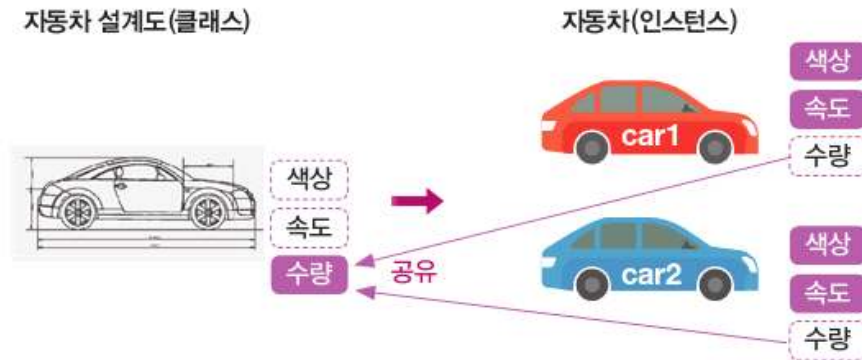 자동차 설계도(클래스)
자동차(인스턴스)
색상
속도
수량
공유
car1
색상
속도
수량
car2
색상
속도
수량